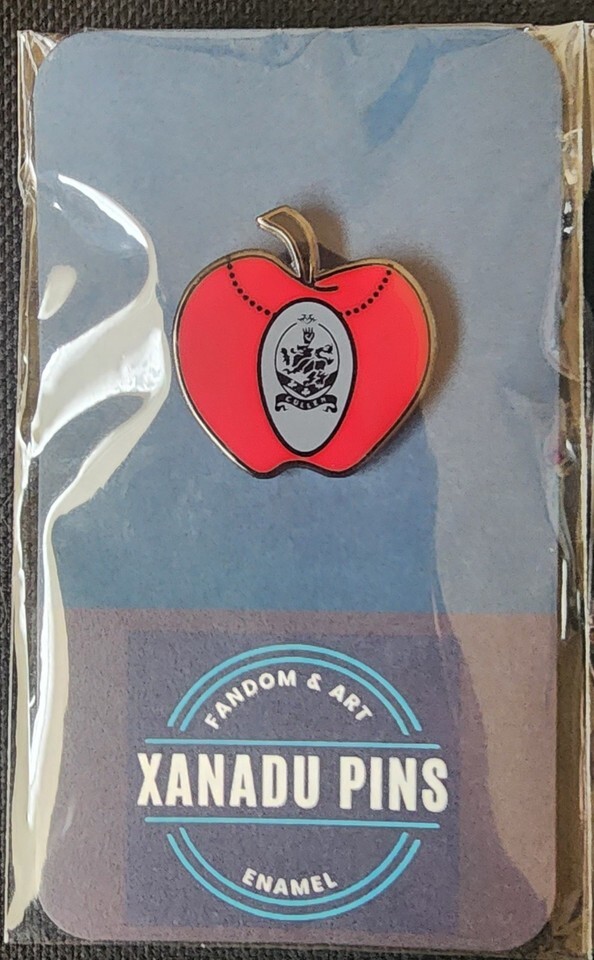 CULLEN
FANDOM & ART
XANADU PINS
ENAMEL